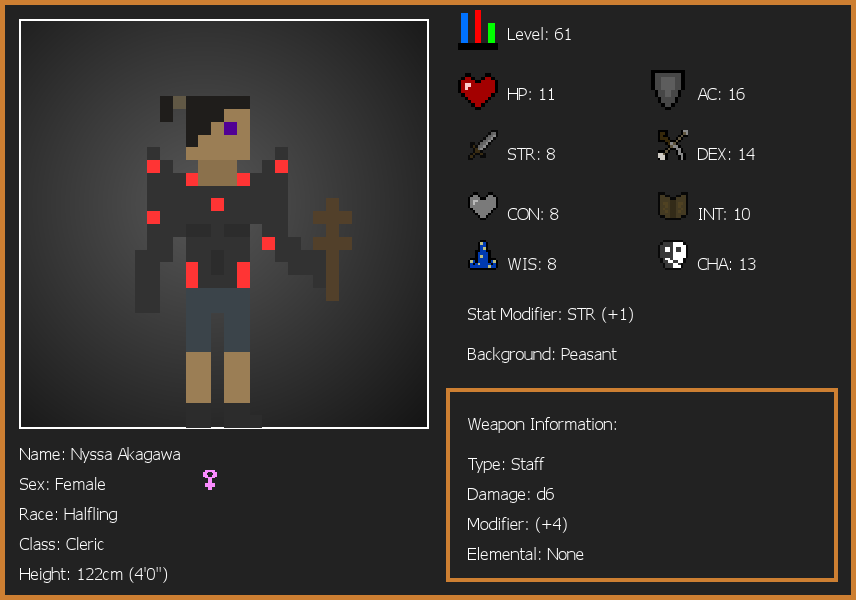 Level: 61
HP: 11
AC: 16
STR: 8
DEX: 14
CON: 8
INT: 10
WIS: 8
CHA: 13
Stat Modifier: STR (+1)
Background: Peasant
Weapon Information:
Type: Staff
Damage: d6
Modifier: (+4)
Elemental: None
Name: Nyssa Akagawa
Sex: Female
Race: Halfling
Class: Cleric
Height: 122cm (4'0")